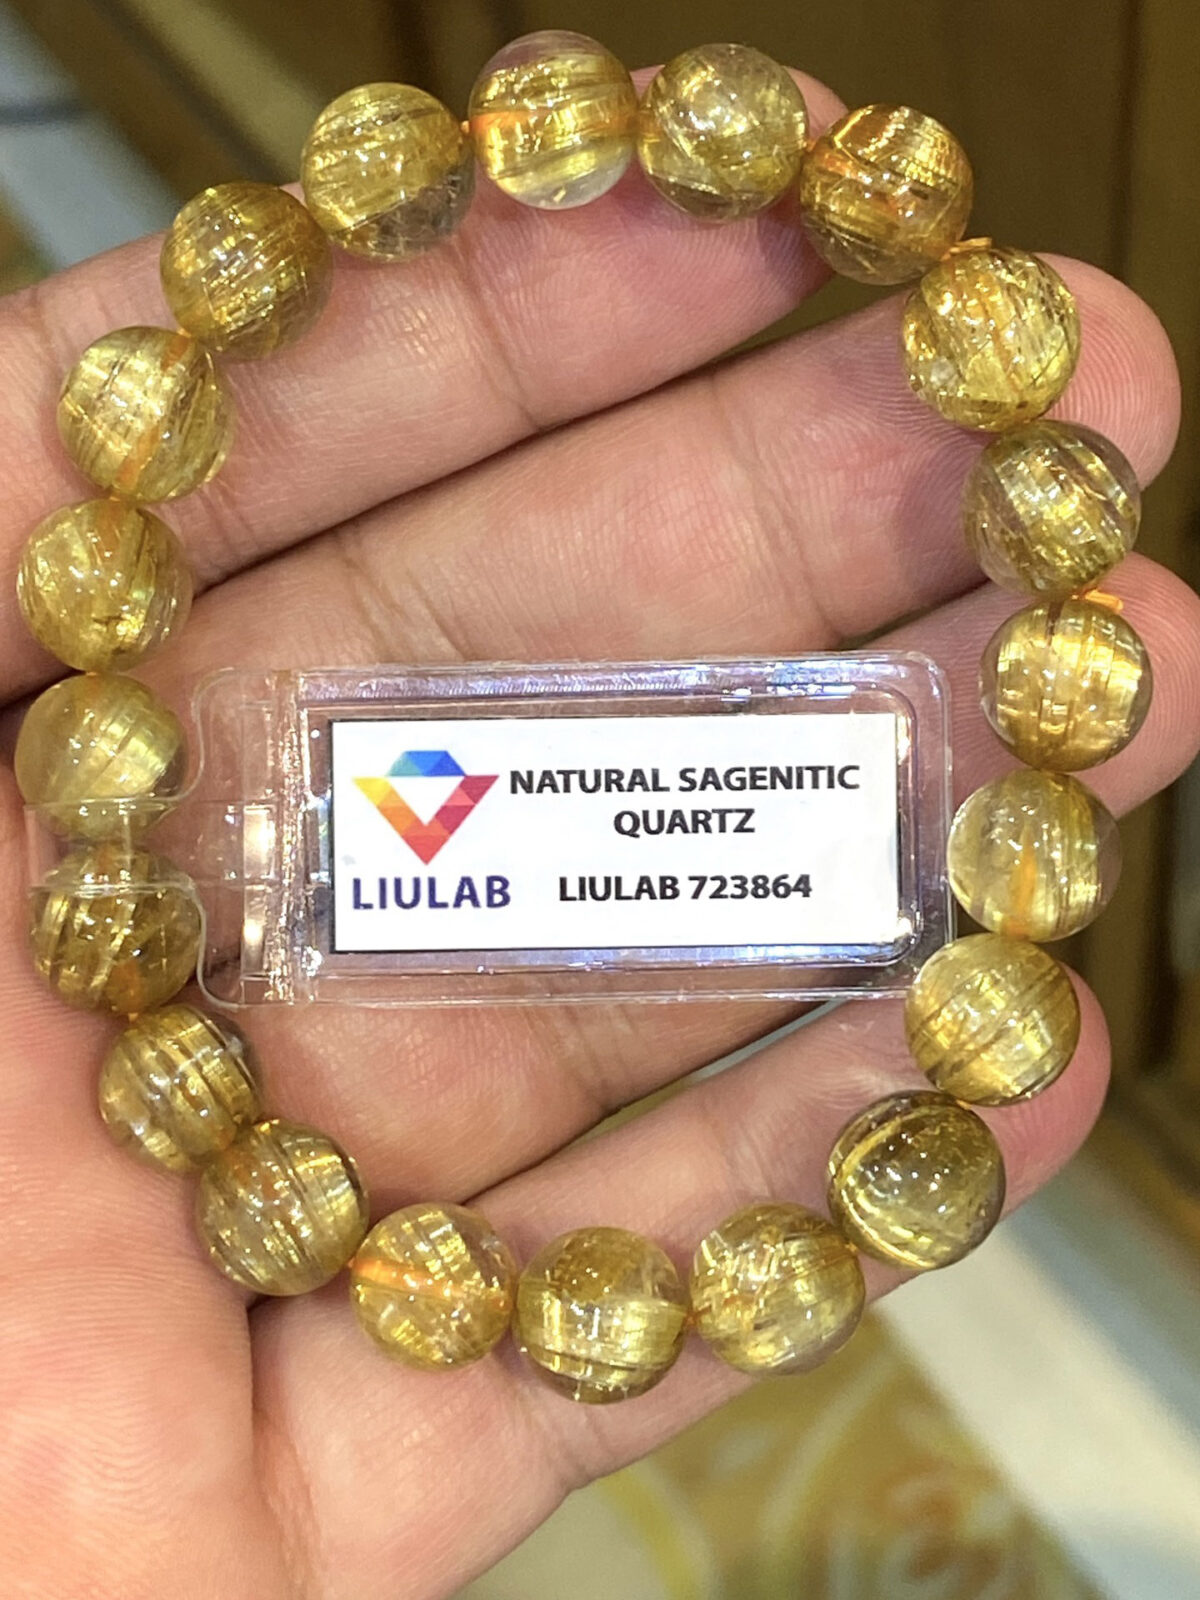 NATURAL SAGENITIC
QUARTZ
LIULAB
LIULAB 723864